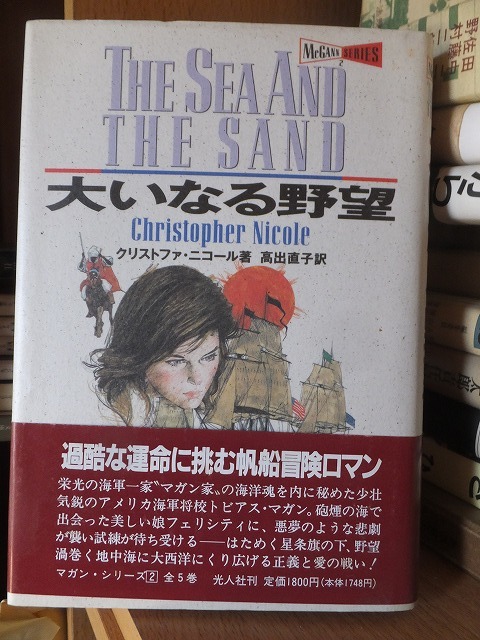 McGANN SERIES
2
THE SEA AND
THE SAND
大いなる野望
Christopher Nicole
クリストファ・ニコール著 高出直子訳
過酷な運命に挑む帆船冒険ロマン
栄光の海軍一家〝マガン家〟の海洋魂を内に秘めた少壮
気鋭のアメリカ海軍将校トビアス・マガン。砲煙の海で
出会った美しい娘フェリシティに、悪夢のような悲劇
が襲い試練が待ち受ける──はためく星条旗の下、野望
渦巻く地中海に大西洋にくり広げる正義と愛の戦い!
マガン・シリーズ2 全5巻 光人社刊 定価1800円(本体1748円)